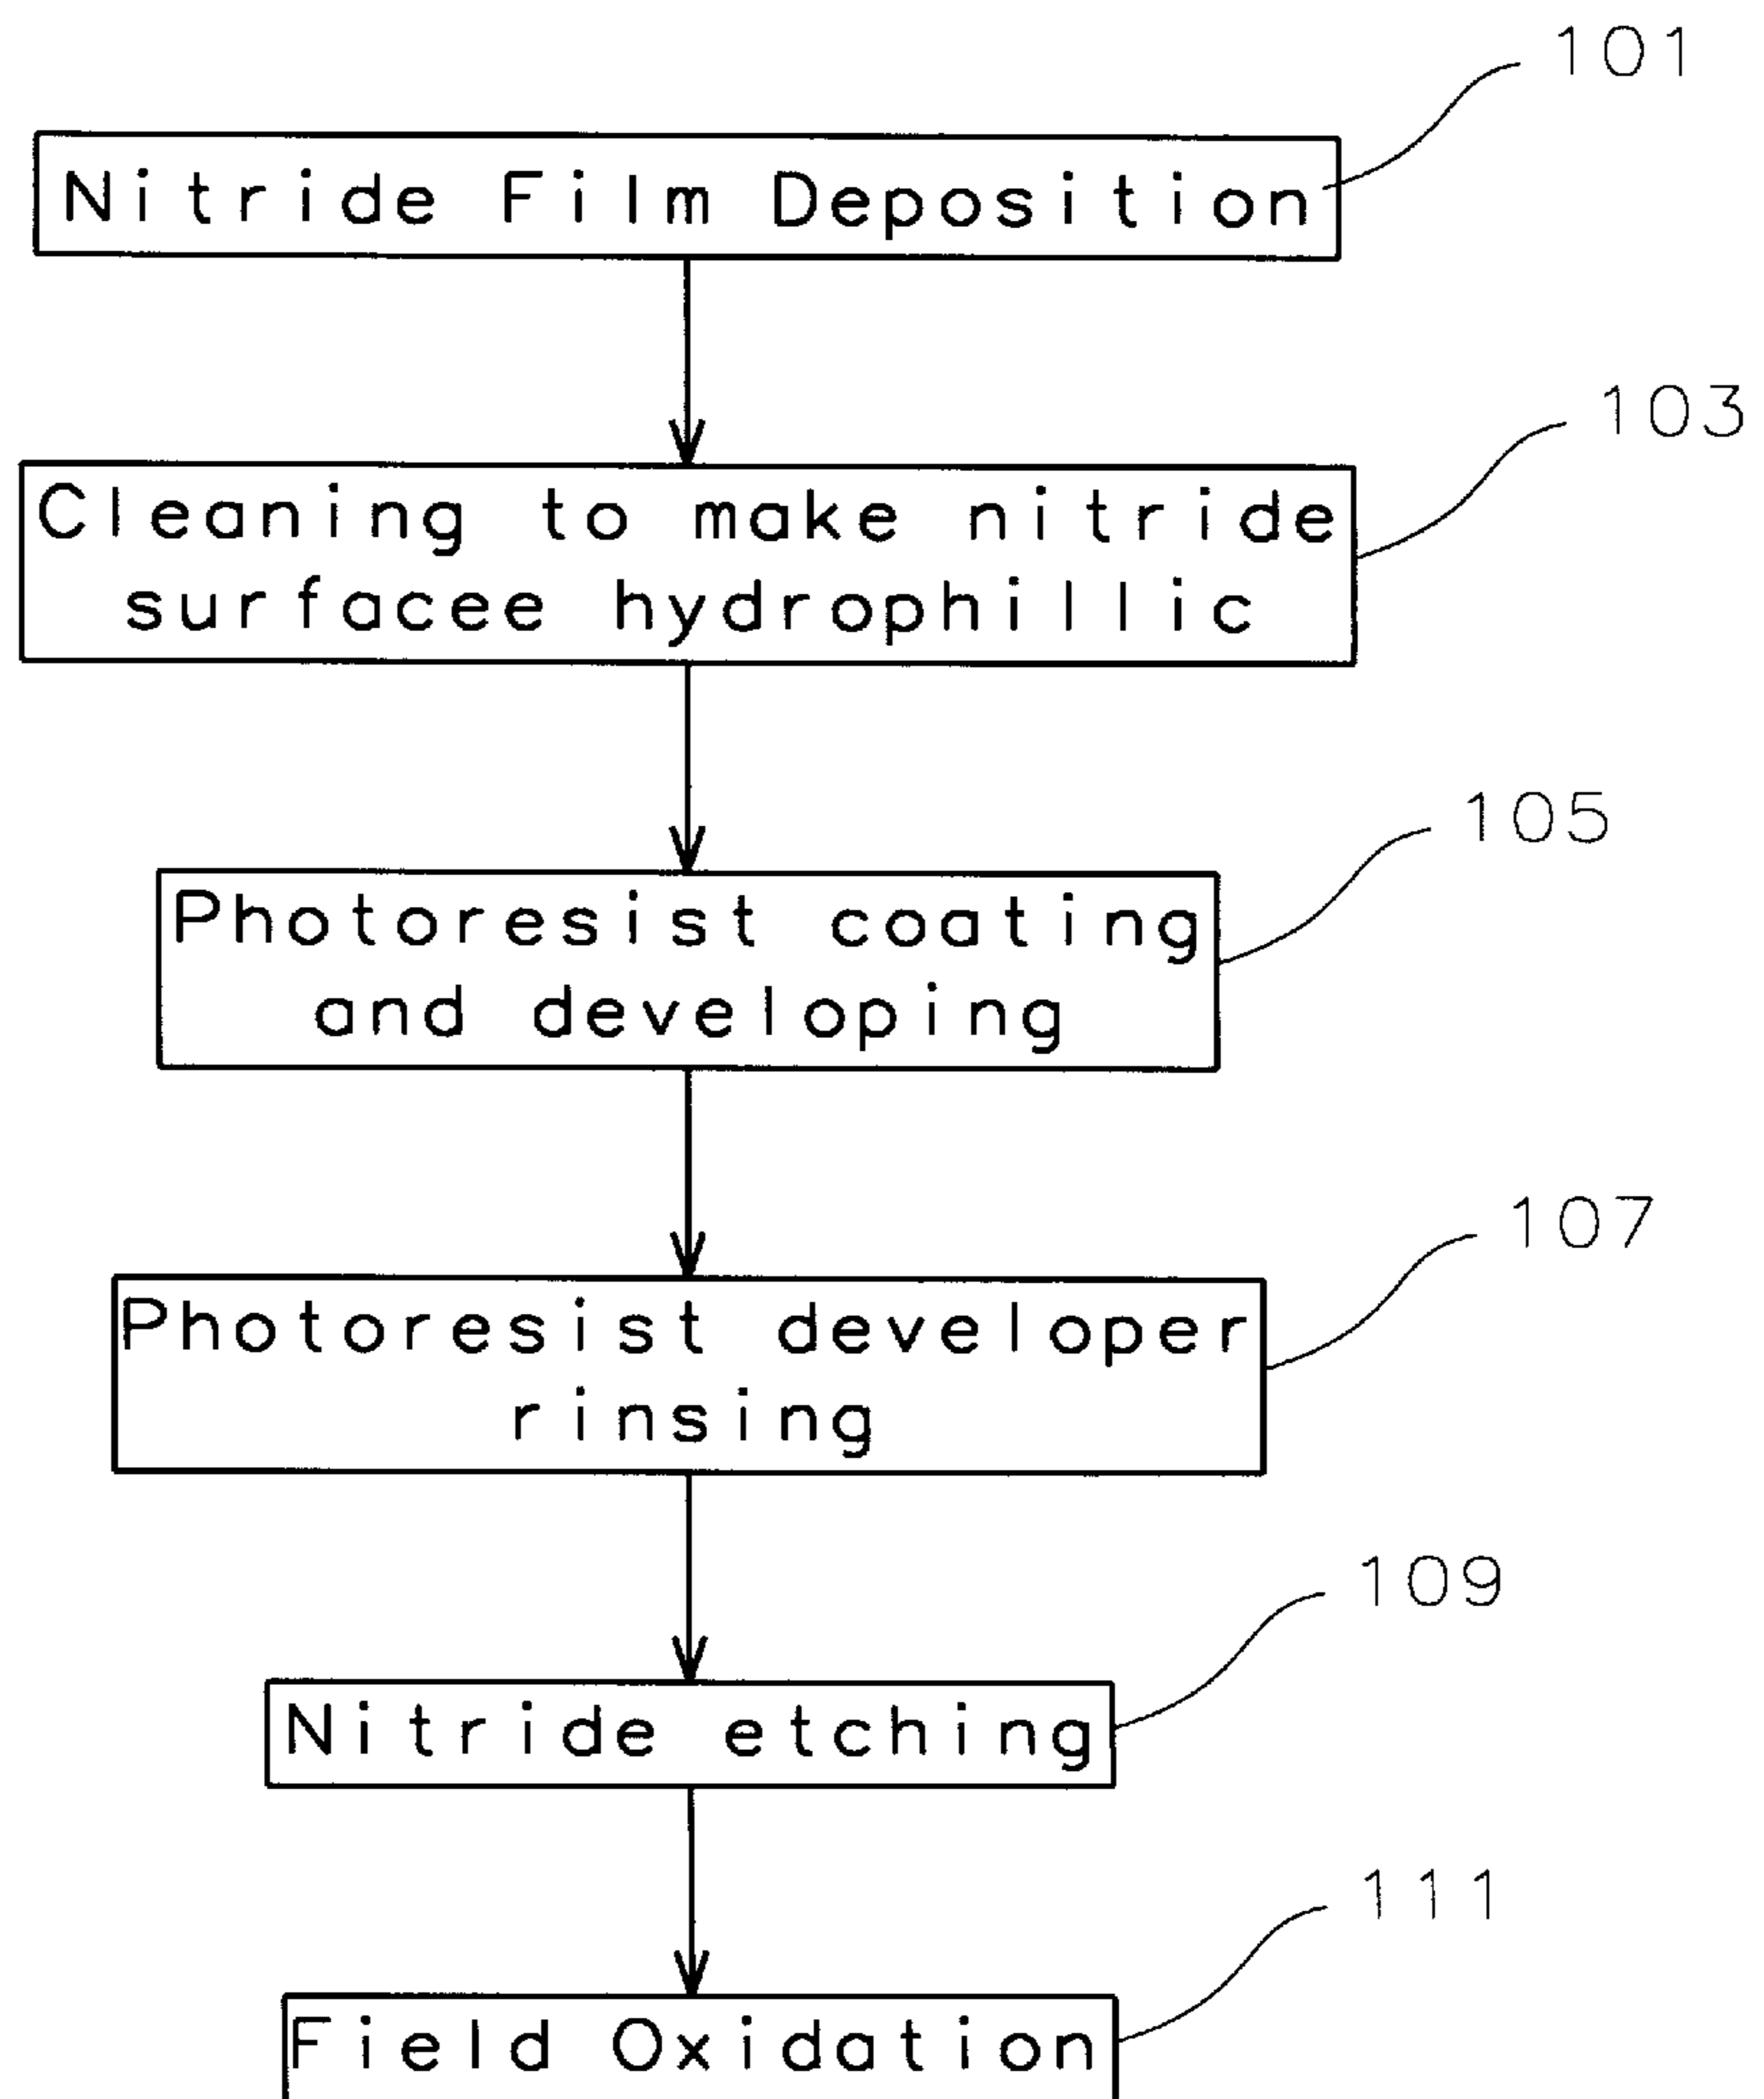 101
Nitride Film Deposition
103
Cleaning to make nitride
surfacee hydrophillic
105
Photoresist coating
and developing
107
Photoresist developer
rinsing
109
Nitride etching
111
Field Oxidation